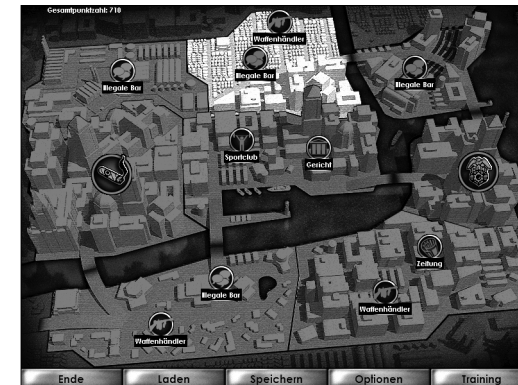 Gesamtpunktzahl: 710
Waffenhändler
Illegale Bar
Illegale Bar
Illegale Bar
Sportclub
Gericht
Zeitung
Illegale Bar
Waffenhändler
Waffenhändler
Ende
Laden
Speichern
Optionen
Training